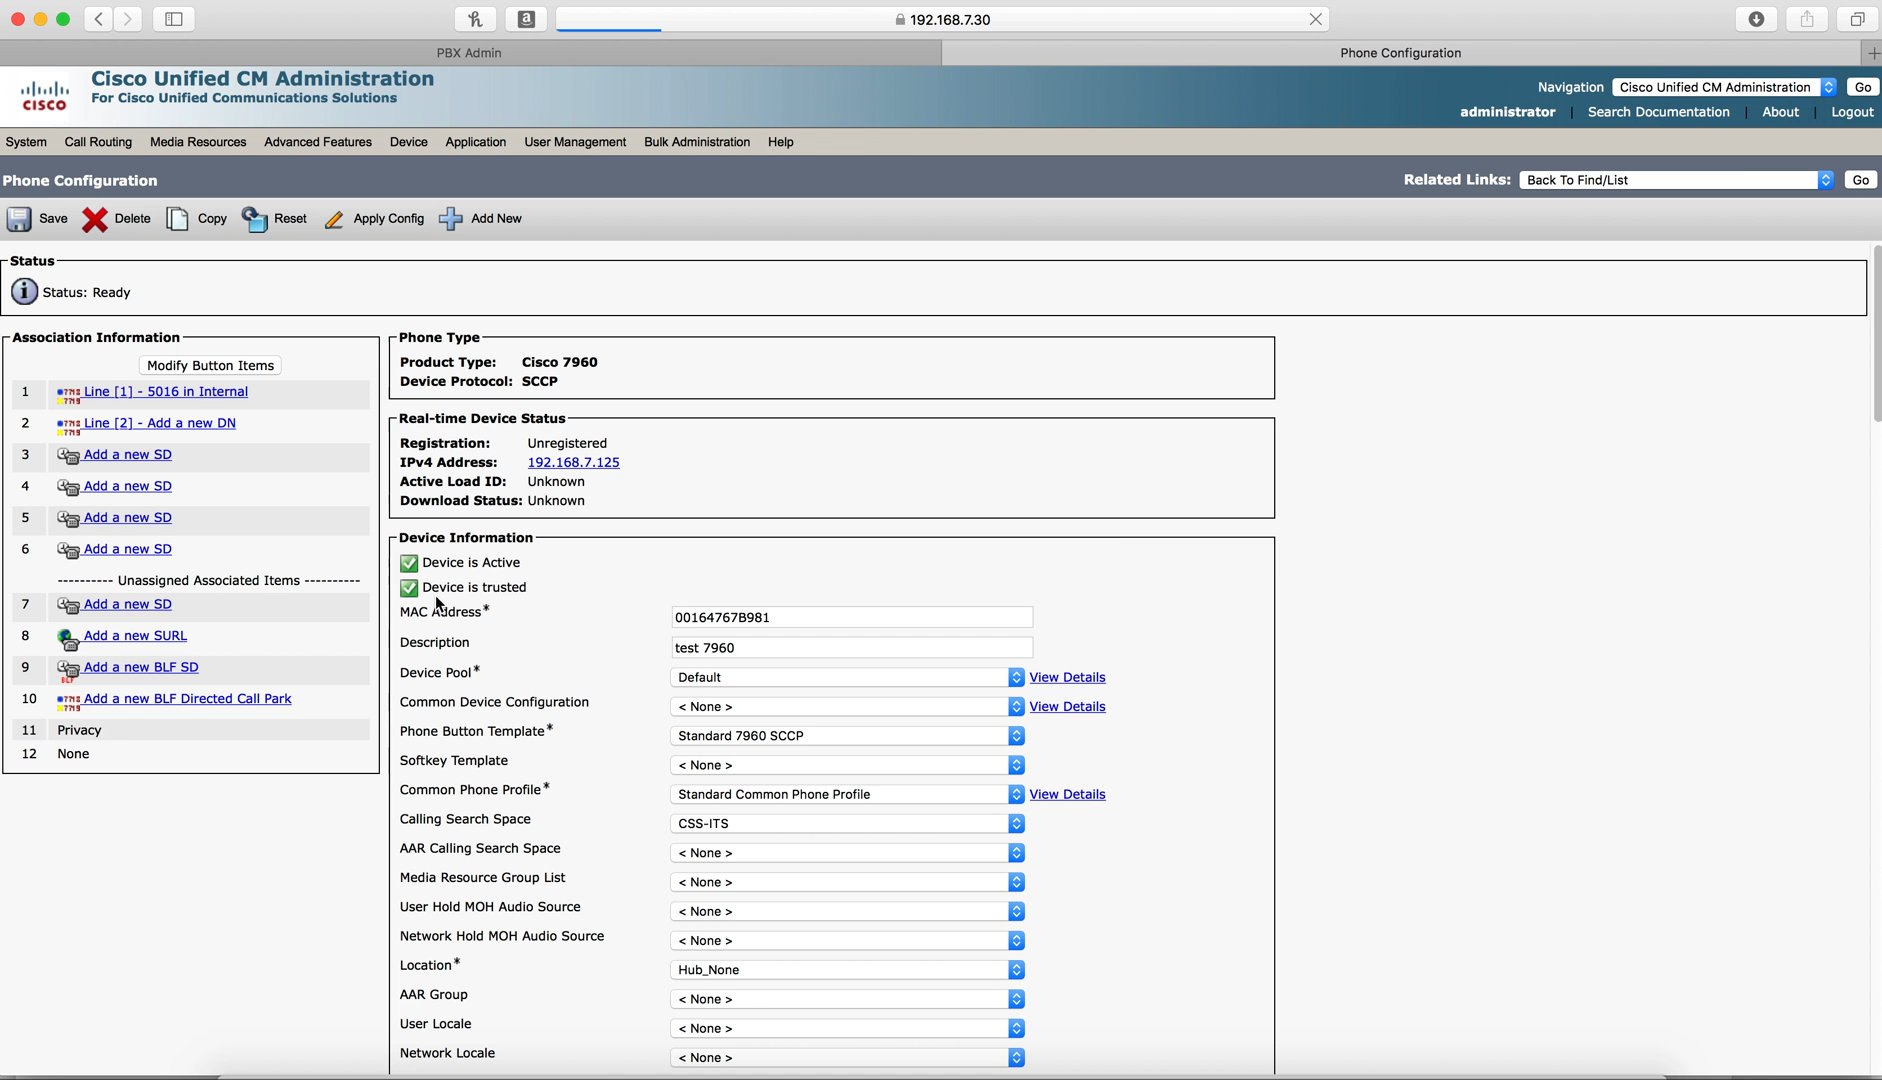 192.168.7.30
PBX Admin
Phone Configuration
Cisco Unified CM Administration
For Cisco Unified Communications Solutions
CISCO
Navigation Cisco Unified CM Administration Go
administrator | Search Documentation | About | Logout
System Call Routing Media Resources Advanced Features Device Application User Management Bulk Administration Help
Phone Configuration
Related Links: Back To Find/List Go
Save Delete Copy Reset Apply Config Add New
Status
Status: Ready
Association Information
Modify Button Items
1 Line [1] - 5016 in Internal
2 Line [2] - Add a new DN
3 Add a new SD
4 Add a new SD
5 Add a new SD
6 Add a new SD
---------- Unassigned Associated Items ----------
7 Add a new SD
8 Add a new SURL
9 Add a new BLF SD
10 Add a new BLF Directed Call Park
11 Privacy
12 None
Phone Type
Product Type: Cisco 7960
Device Protocol: SCCP
Real-time Device Status
Registration: Unregistered
IPv4 Address: 192.168.7.125
Active Load ID: Unknown
Download Status: Unknown
Device Information
Device is Active
Device is trusted
MAC Address* 00164767B981
Description test 7960
Device Pool* Default View Details
Common Device Configuration < None > View Details
Phone Button Template* Standard 7960 SCCP
Softkey Template < None >
Common Phone Profile* Standard Common Phone Profile View Details
Calling Search Space CSS-ITS
AAR Calling Search Space < None >
Media Resource Group List < None >
User Hold MOH Audio Source < None >
Network Hold MOH Audio Source < None >
Location* Hub_None
AAR Group < None >
User Locale < None >
Network Locale < None >